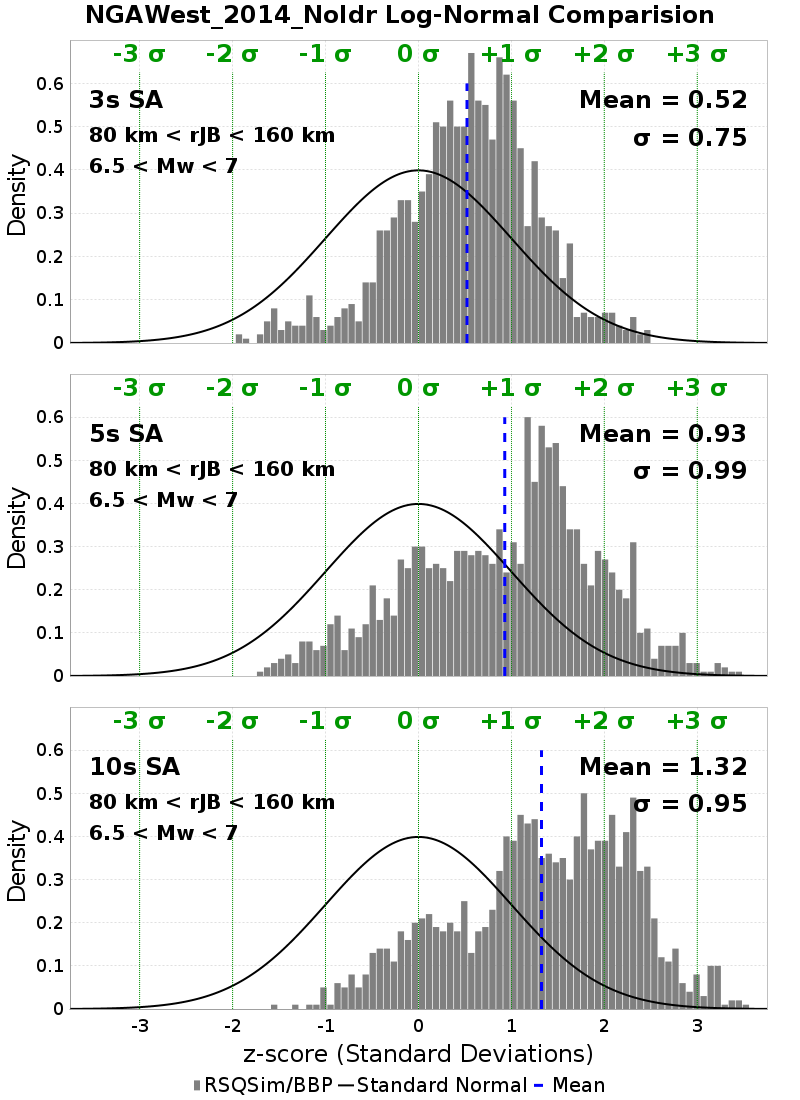 NGAWest_2014_NoIdr Log-Normal Comparision
-3 σ -2 σ -1 σ 0 σ +1 σ +2 σ +3 σ
3s SA
Mean = 0.52
80 km < rJB < 160 km
σ = 0.75
6.5 < Mw < 7
Density
0.6
0.5
0.4
0.3
0.2
0.1
0
-3 σ -2 σ -1 σ 0 σ +1 σ +2 σ +3 σ
5s SA
Mean = 0.93
80 km < rJB < 160 km
σ = 0.99
6.5 < Mw < 7
Density
0.6
0.5
0.4
0.3
0.2
0.1
0
-3 σ -2 σ -1 σ 0 σ +1 σ +2 σ +3 σ
10s SA
Mean = 1.32
80 km < rJB < 160 km
σ = 0.95
6.5 < Mw < 7
Density
0.6
0.5
0.4
0.3
0.2
0.1
0
-3 -2 -1 0 1 2 3
z-score (Standard Deviations)
RSQSim/BBP Standard Normal Mean